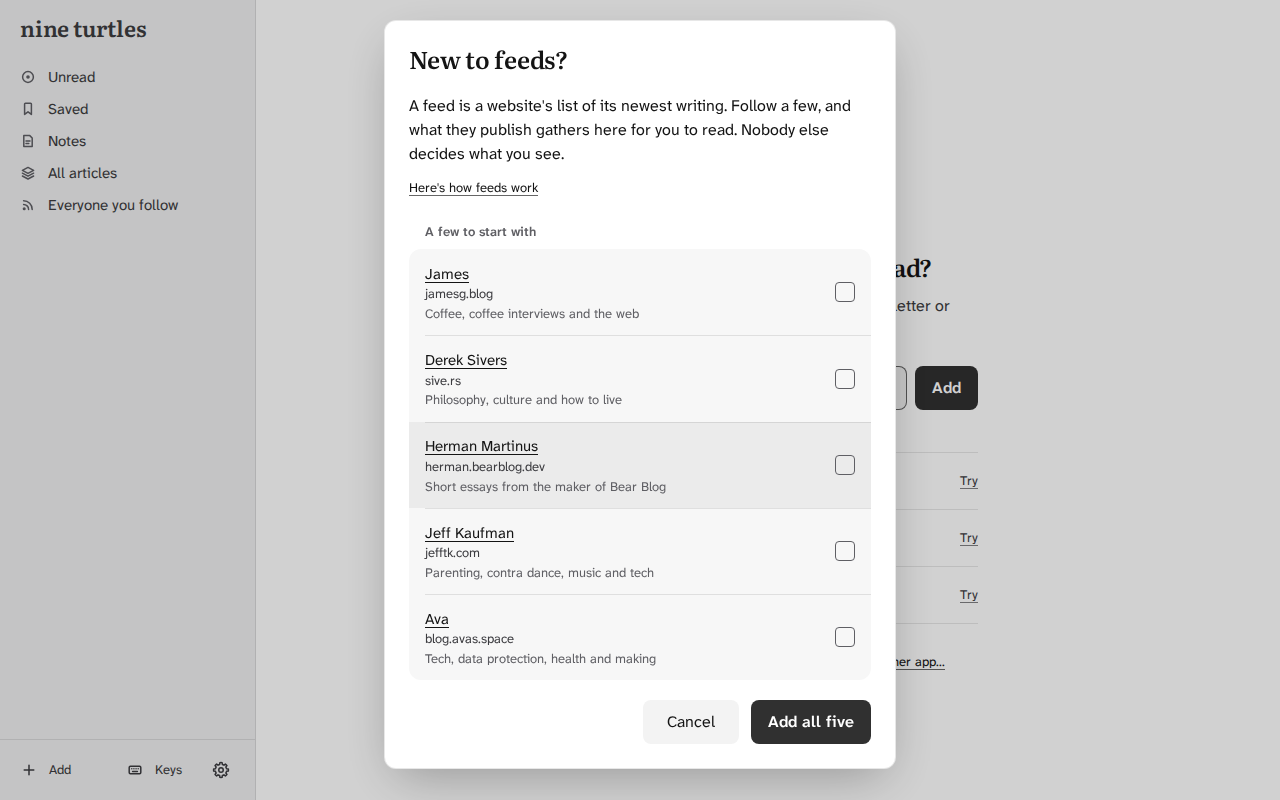 nine turtles
Unread
Saved
Notes
All articles
Everyone you follow
Add
Keys
New to feeds?
A feed is a website's list of its newest writing. Follow a few, and
what they publish gathers here for you to read. Nobody else
decides what you see.
Here's how feeds work
A few to start with
James
jamesg.blog
Coffee, coffee interviews and the web
Derek Sivers
sive.rs
Philosophy, culture and how to live
Herman Martinus
herman.bearblog.dev
Short essays from the maker of Bear Blog
Jeff Kaufman
jefftk.com
Parenting, contra dance, music and tech
Ava
blog.avas.space
Tech, data protection, health and making
Cancel
Add all five
or
Add
Try
Try
Try
app...